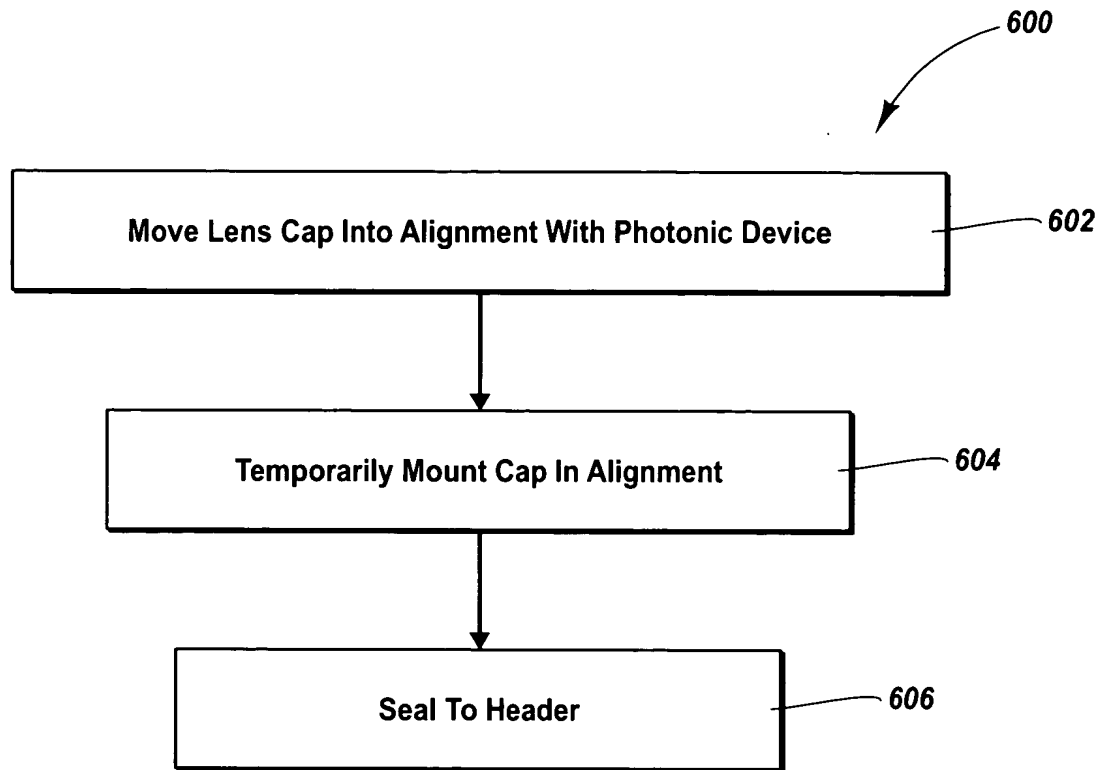 600
Move Lens Cap Into Alignment With Photonic Device
602
Temporarily Mount Cap In Alignment
604
Seal To Header
606